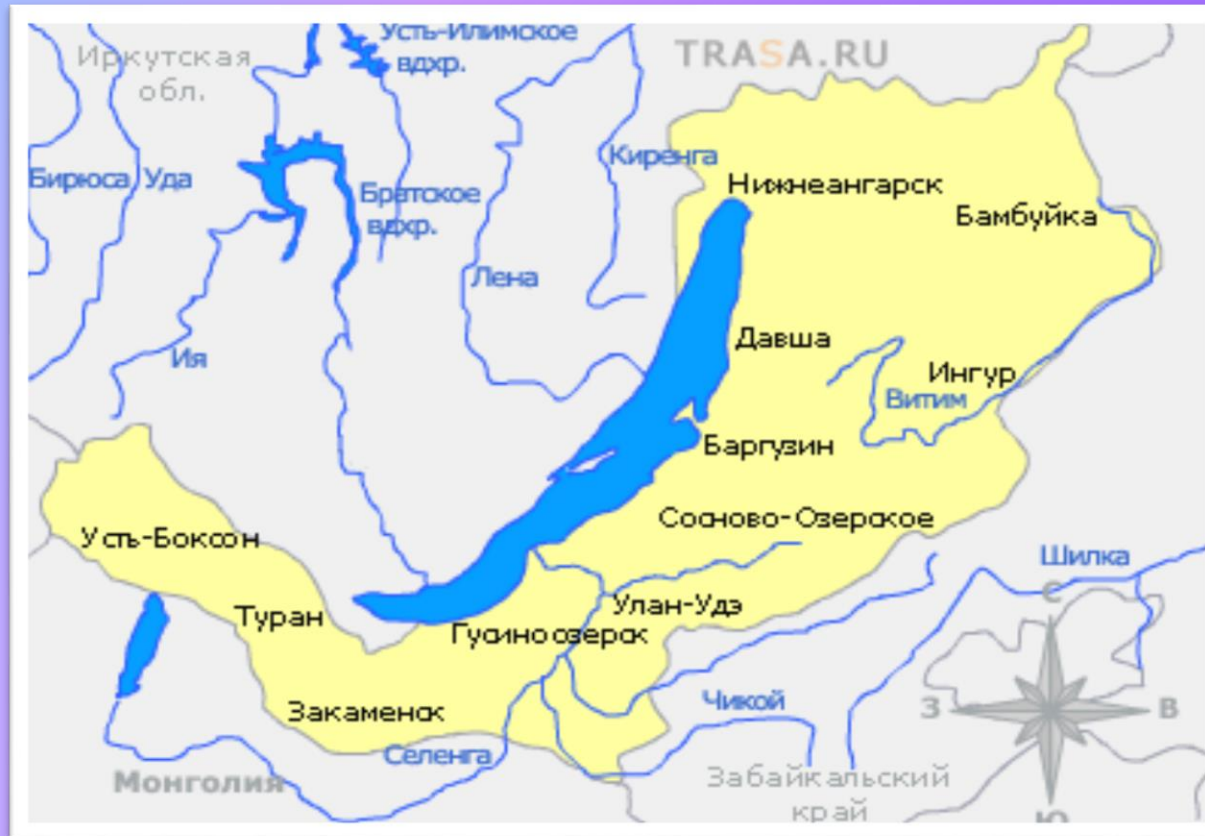 Усть-Илимское
вдхр.
Иркутская
обл.
TRASA.RU
Киренга
Бирюса
Уда
Братское
вдхр.
Нижнеангарск
Бамбуйка
Лена
Ия
Давша
Ингур
Витим
Баргузин
Сосново-Озерское
Усть-Боксон
Шилка
С
Туран
Улан-Удэ
Гусиноозерск
Закаменск
Чикой
З
В
Селенга
Монголия
Забайкальский
край
Ю